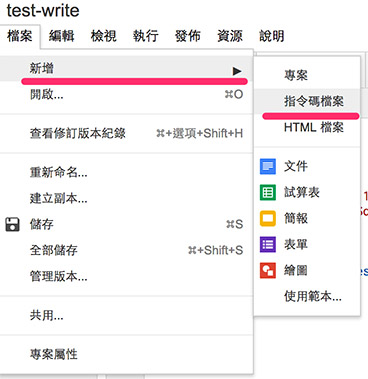 test-write
檔案 編輯 檢視 執行 發佈 資源 說明
新增 ▶
開啟... ⌘O
查看修訂版本紀錄 ⌘+選項+Shift+H
重新命名...
建立副本...
儲存 ⌘S
全部儲存 ⌘+Shift+S
管理版本...
共用...
專案屬性
專案
指令碼檔案
HTML 檔案
文件
試算表
簡報
表單
繪圖
使用範本...